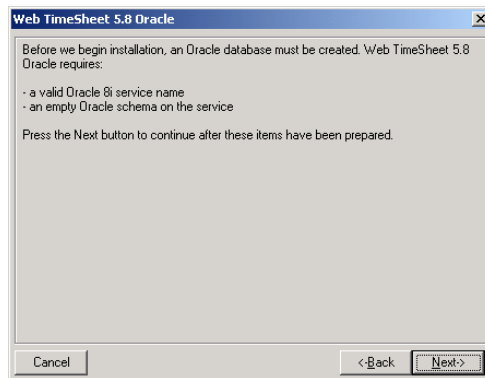 Web TimeSheet 5.8 Oracle
Before we begin installation, an Oracle database must be created. Web TimeSheet 5.8
Oracle requires:
- a valid Oracle 8i service name
- an empty Oracle schema on the service
Press the Next button to continue after these items have been prepared.
Cancel
<-Back
Next->